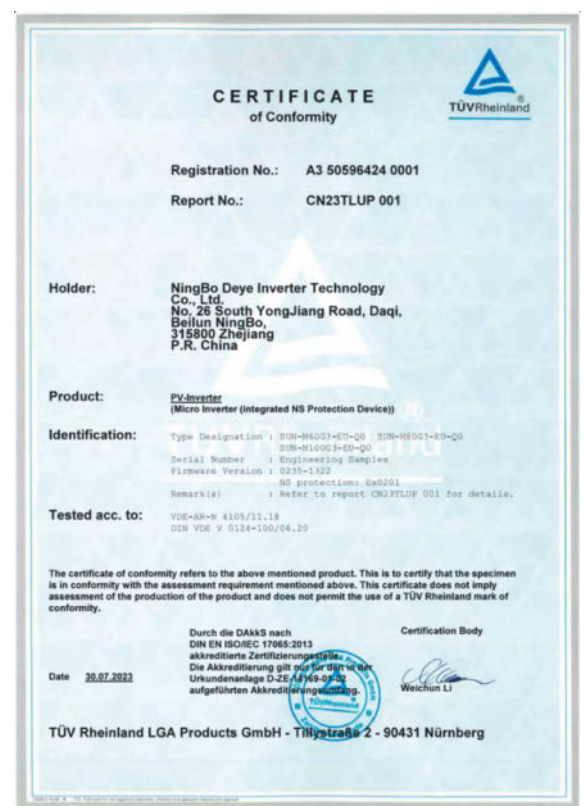 CERTIFICATE
of Conformity
TÜVRheinland®
Registration No.: A3 50596424 0001
Report No.: CN23TLUP 001
Holder: NingBo Deye Inverter Technology
Co., Ltd.
No. 26 South YongJiang Road, Daqi,
Beilun NingBo,
315800 Zhejiang
P.R. China
Product: PV-Inverter
(Micro Inverter (integrated NS Protection Device))
Identification: Type Designation : SUN-M60G3-EU-Q0 SUN-M80G3-EU-Q0
SUN-M100G3-EU-Q0
Serial Number : Engineering Samples
Firmware Version : 0235-1322
NS protection: 0x0201
Remark(s) : Refer to report CN23TLUP 001 for details.
Tested acc. to: VDE-AR-N 4105/11.18
DIN VDE V 0124-100/06.20
The certificate of conformity refers to the above mentioned product. This is to certify that the specimen
is in conformity with the assessment requirement mentioned above. This certificate does not imply
assessment of the production of the product and does not permit the use of a TÜV Rheinland mark of
conformity.
Durch die DAkkS nach
DIN EN ISO/IEC 17065:2013
akkreditierte Zertifizierungsstelle.
Die Akkreditierung gilt nur für den in der
Urkundenanlage D-ZE-14169-01-02
aufgeführten Akkreditierungsumfang.
Certification Body
Weichun Li
Date 30.07.2023
TÜV Rheinland LGA Products GmbH - Tillystraße 2 - 90431 Nürnberg